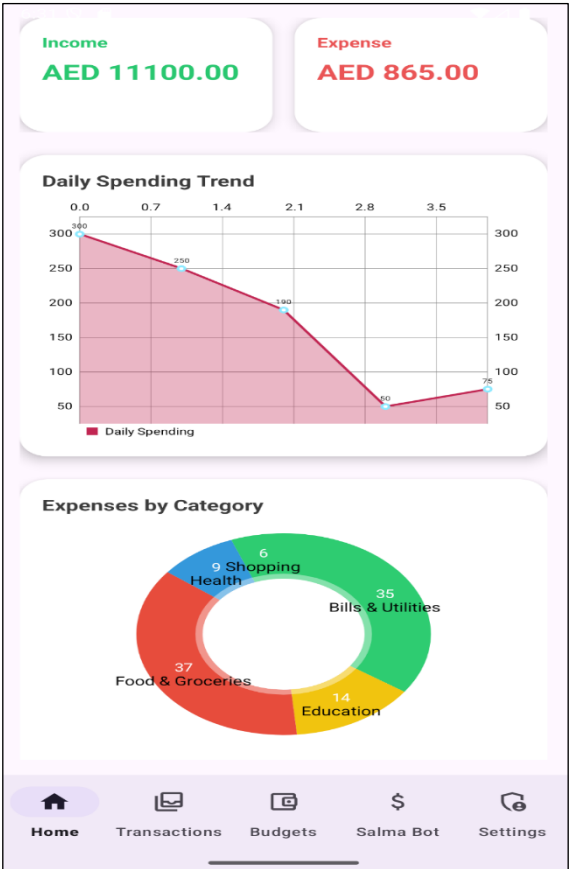 Income Expense
AED 11100.00 AED 865.00
Daily Spending Trend
0.0 0.7 1.4 2.1 2.8 3.5
300 300 300
250 250 250
200 190 200
150 150
100 100
75
50 50 50
Daily Spending
Expenses by Category
6
9 Shopping
Health
35
Bills & Utilities
37
Food & Groceries
14
Education
Home Transactions Budgets Salma Bot Settings